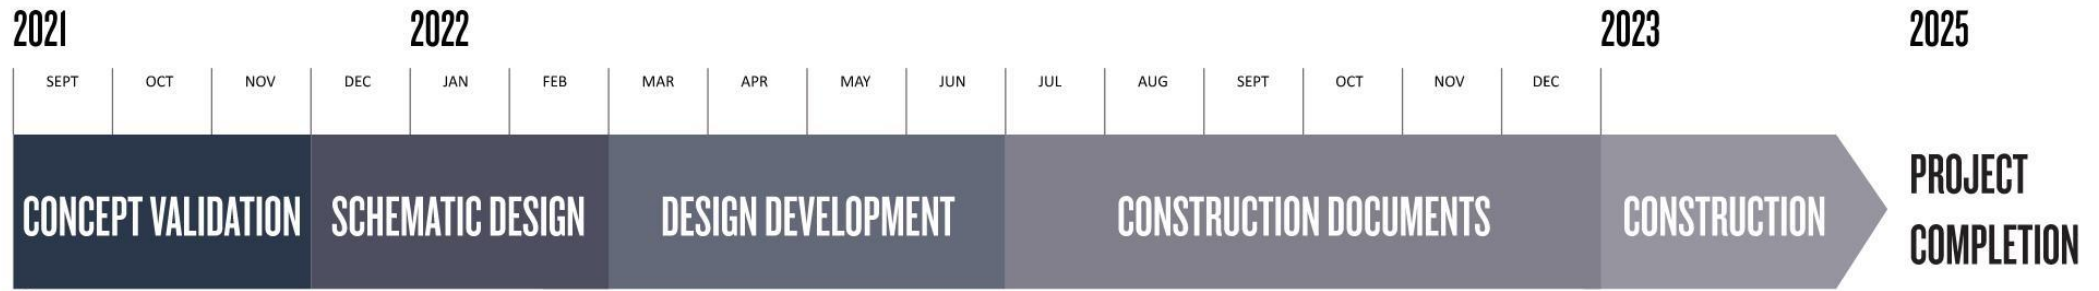 2021 2022 2023 2025
SEPT OCT NOV DEC JAN FEB MAR APR MAY JUN JUL AUG SEPT OCT NOV DEC
CONCEPT VALIDATION SCHEMATIC DESIGN DESIGN DEVELOPMENT CONSTRUCTION DOCUMENTS CONSTRUCTION
PROJECT
COMPLETION